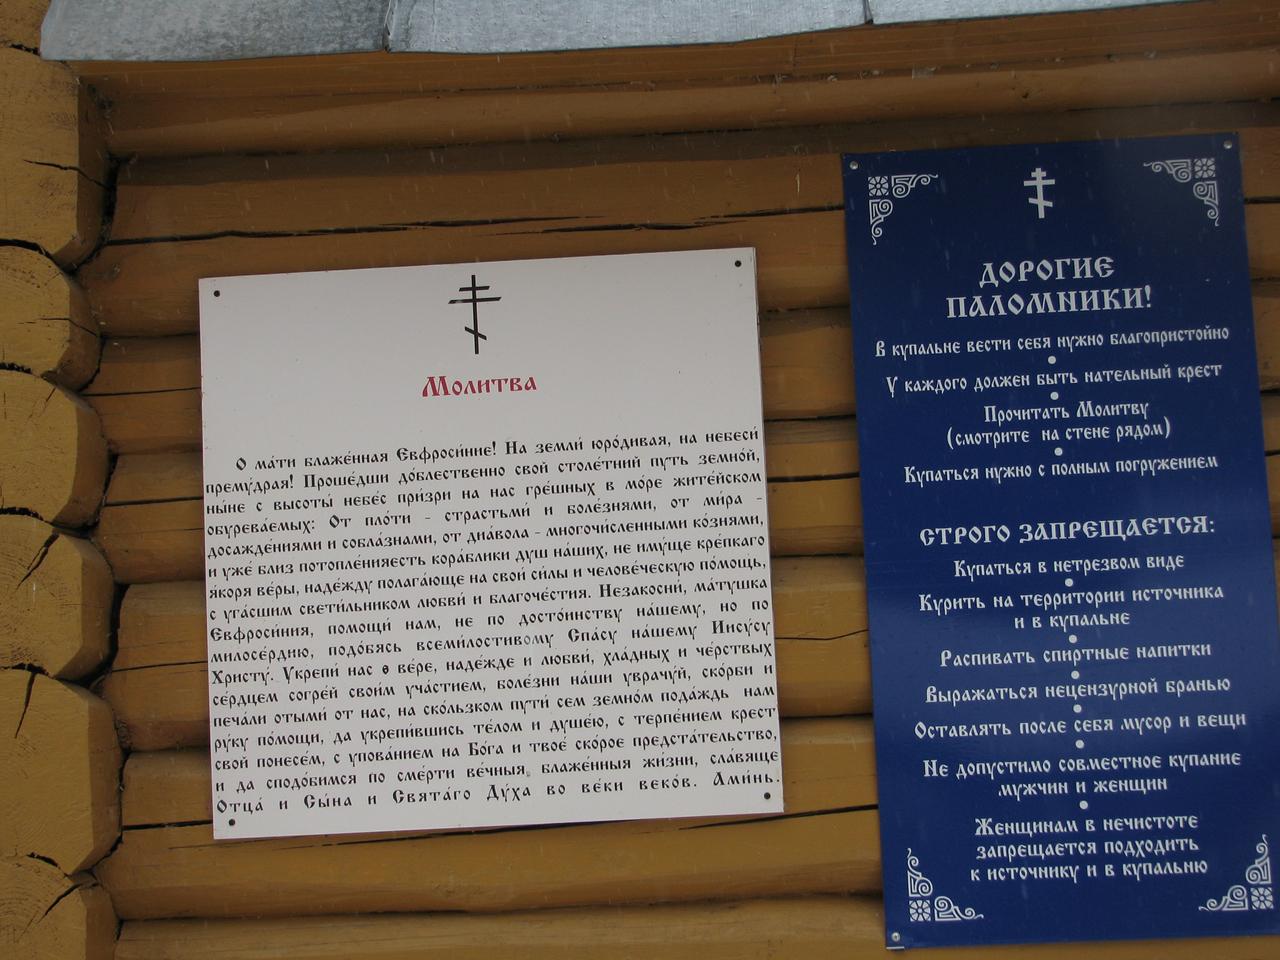 Молитва
О ма́ти блаже́нная Евфроси́ние! На земли́ юро́дивая, на небеси́
прему́драя! Проше́дши до́блественно свой столе́тний путь земно́й,
ны́не с высоты́ небе́с при́зри на нас гре́шных в мо́ре жите́йском
обурева́емых: От пло́ти - страстьми́ и боле́знями, от ми́ра -
досажде́ниями и собла́знами, от диа́вола - многочи́сленными ко́знями,
и уже́ близ потопле́нияесть кора́блики душ на́ших, не иму́ще кре́пкаго
я́коря ве́ры, наде́жду полага́юще на свой си́лы и челове́ческую по́мощь,
с уга́сшим свети́льником любви́ и благоче́стия. Незакосни́, ма́тушка
Евфроси́ния, помощи́ нам, не по досто́инству на́шему, но по
милосе́рдию, подо́бясь всеми́лостивому Спа́су на́шему Иису́су
Христу́. Укрепи́ нас в ве́ре, наде́жде и любви́, хла́дных и че́рствых
се́рдцем согре́й свои́м уча́стием, боле́зни на́ши уврачу́й, ско́рби и
печа́ли отыми́ от нас, на ско́льзком пути́ сем земно́м пода́ждь нам
ру́ку по́мощи, да укрепи́вшись те́лом и душе́ю, с терпе́нием крест
свой понесе́м, с упова́нием на Бо́га и твое́ ско́рое предста́тельство,
и да сподо́бимся по сме́рти ве́чныя, блаже́нныя жи́зни, сла́вяще
Отца́ и Сы́на и Свята́го Ду́ха во ве́ки веко́в. Ами́нь.
ДОРОГИЕ
ПАЛОМНИКИ!
В купальне вести себя нужно благопристойно
•
У каждого должен быть нательный крест
•
Прочитать Молитву
(смотрите на стене рядом)
•
Купаться нужно с полным погружением
СТРОГО ЗАПРЕЩАЕТСЯ:
Купаться в нетрезвом виде
•
Курить на территории источника
и в купальне
•
Распивать спиртные напитки
•
Выражаться нецензурной бранью
•
Оставлять после себя мусор и вещи
•
Не допустимо совместное купание
мужчин и женщин
•
Женщинам в нечистоте
запрещается подходить
к источнику и в купальню